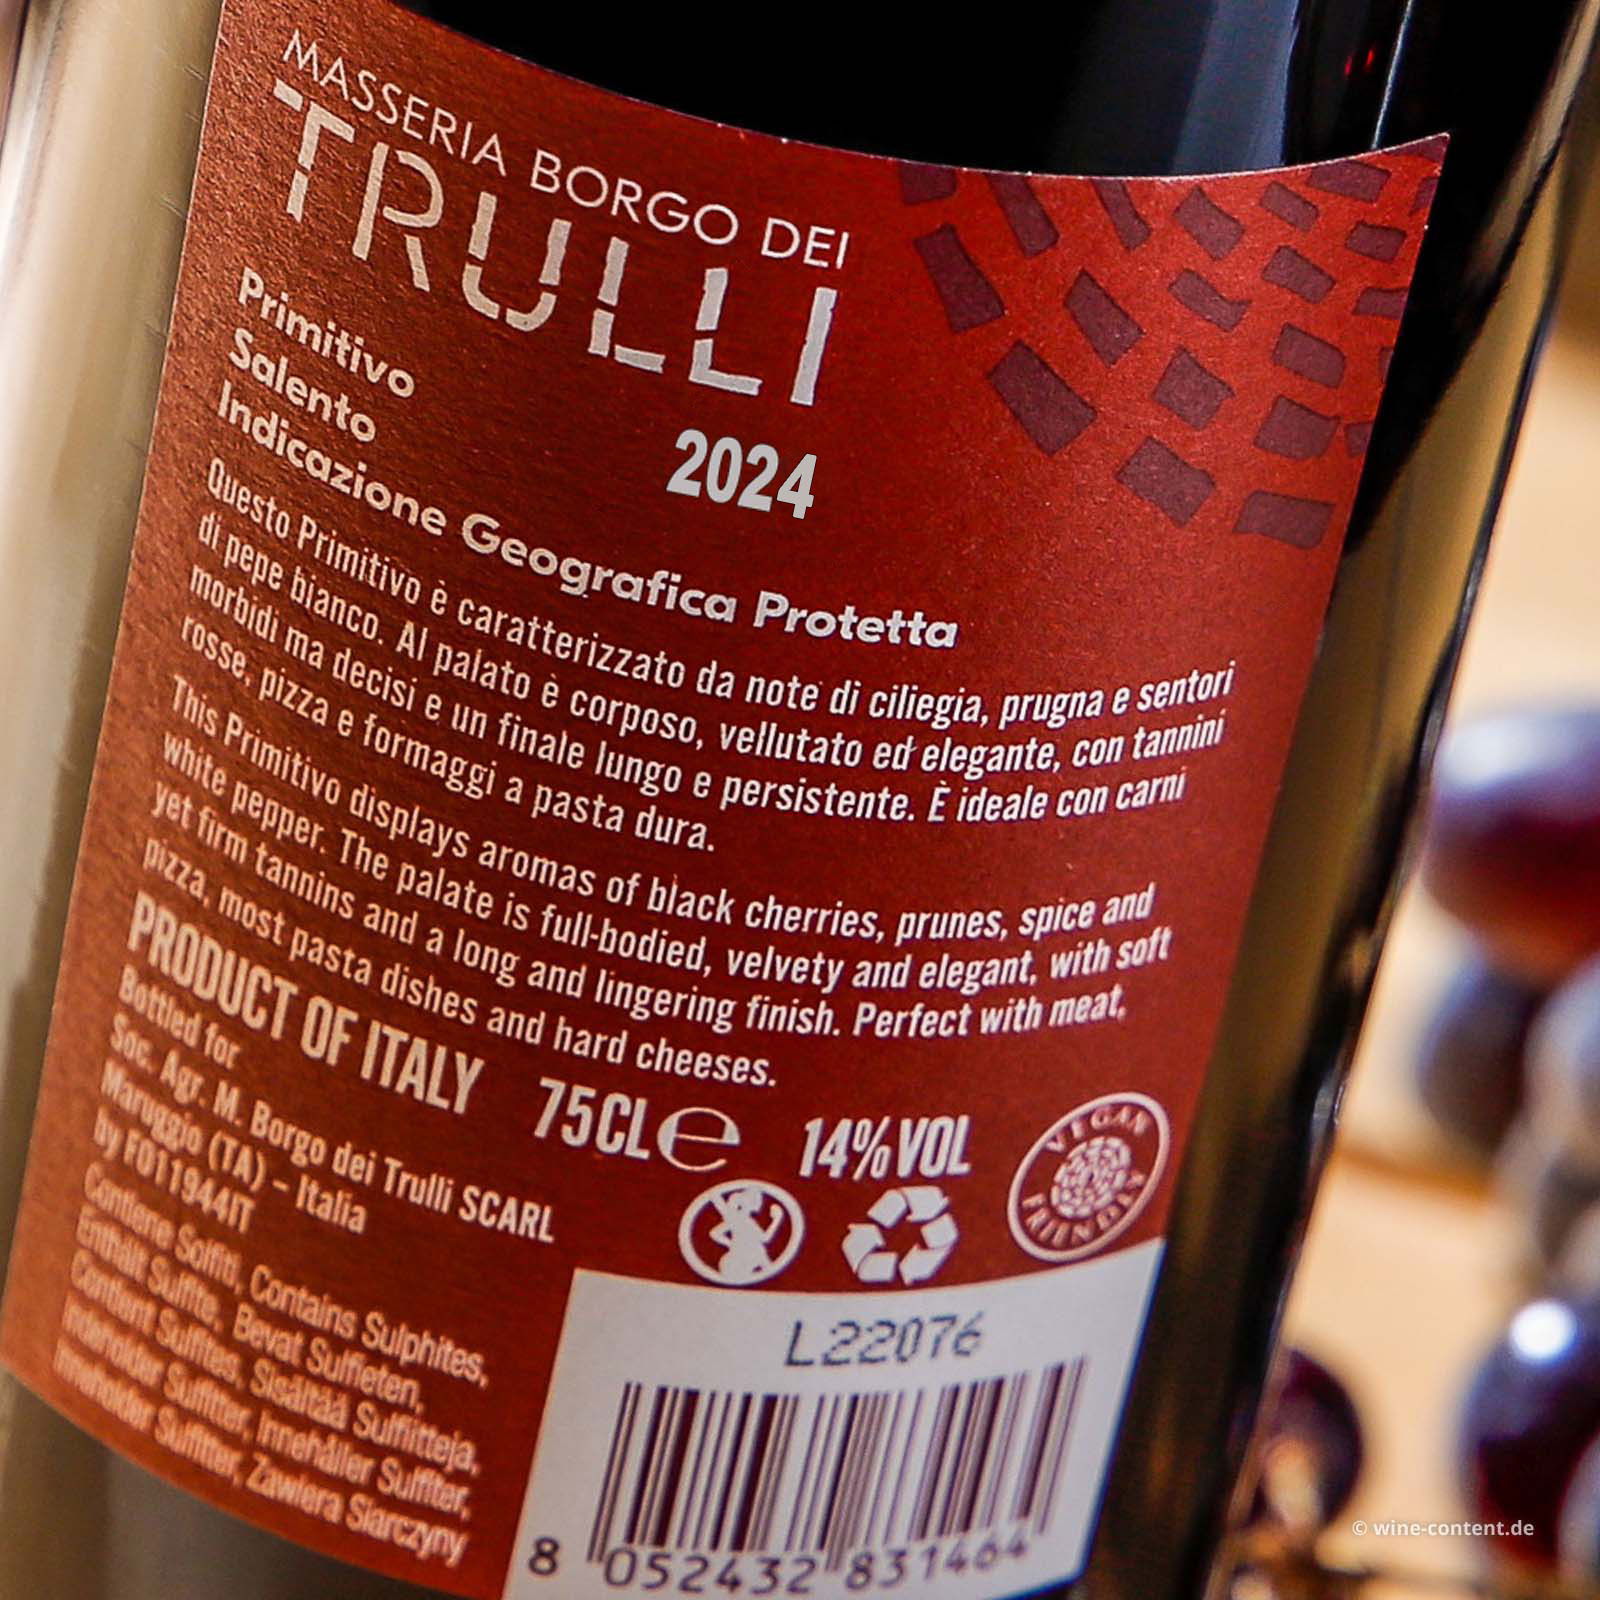 MASSERIA BORGO DEI
TRULLI
Primitivo
Salento
Indicazione Geografica Protetta
2024
Questo Primitivo è caratterizzato da note di ciliegia, prugna e sentori
di pepe bianco. Al palato è corposo, vellutato ed elegante, con tannini
morbidi ma decisi e un finale lungo e persistente. È ideale con carni
rosse, pizza e formaggi a pasta dura.
This Primitivo displays aromas of black cherries, prunes, spice and
white pepper. The palate is full-bodied, velvety and elegant, with soft
yet firm tannins and a long and lingering finish. Perfect with meat,
pizza, most pasta dishes and hard cheeses.
PRODUCT OF ITALY 75CL e 14%VOL
VEGAN
FRIENDLY
Bottled for
Soc. Agr. M. Borgo dei Trulli SCARL
Maruggio (TA) - Italia
by FO11944IT
Contiene Solfiti, Contains Sulphites,
Enthält Sulfite, Bevat Sulfieten,
Contient Sulfites, Sisältää Sulfiitteja,
Indeholder Sulfitter, Innehåller Sulfiter,
Inneholder Sulfitter, Zawiera Siarczyny
L22076
8 052432 831464
© wine-content.de